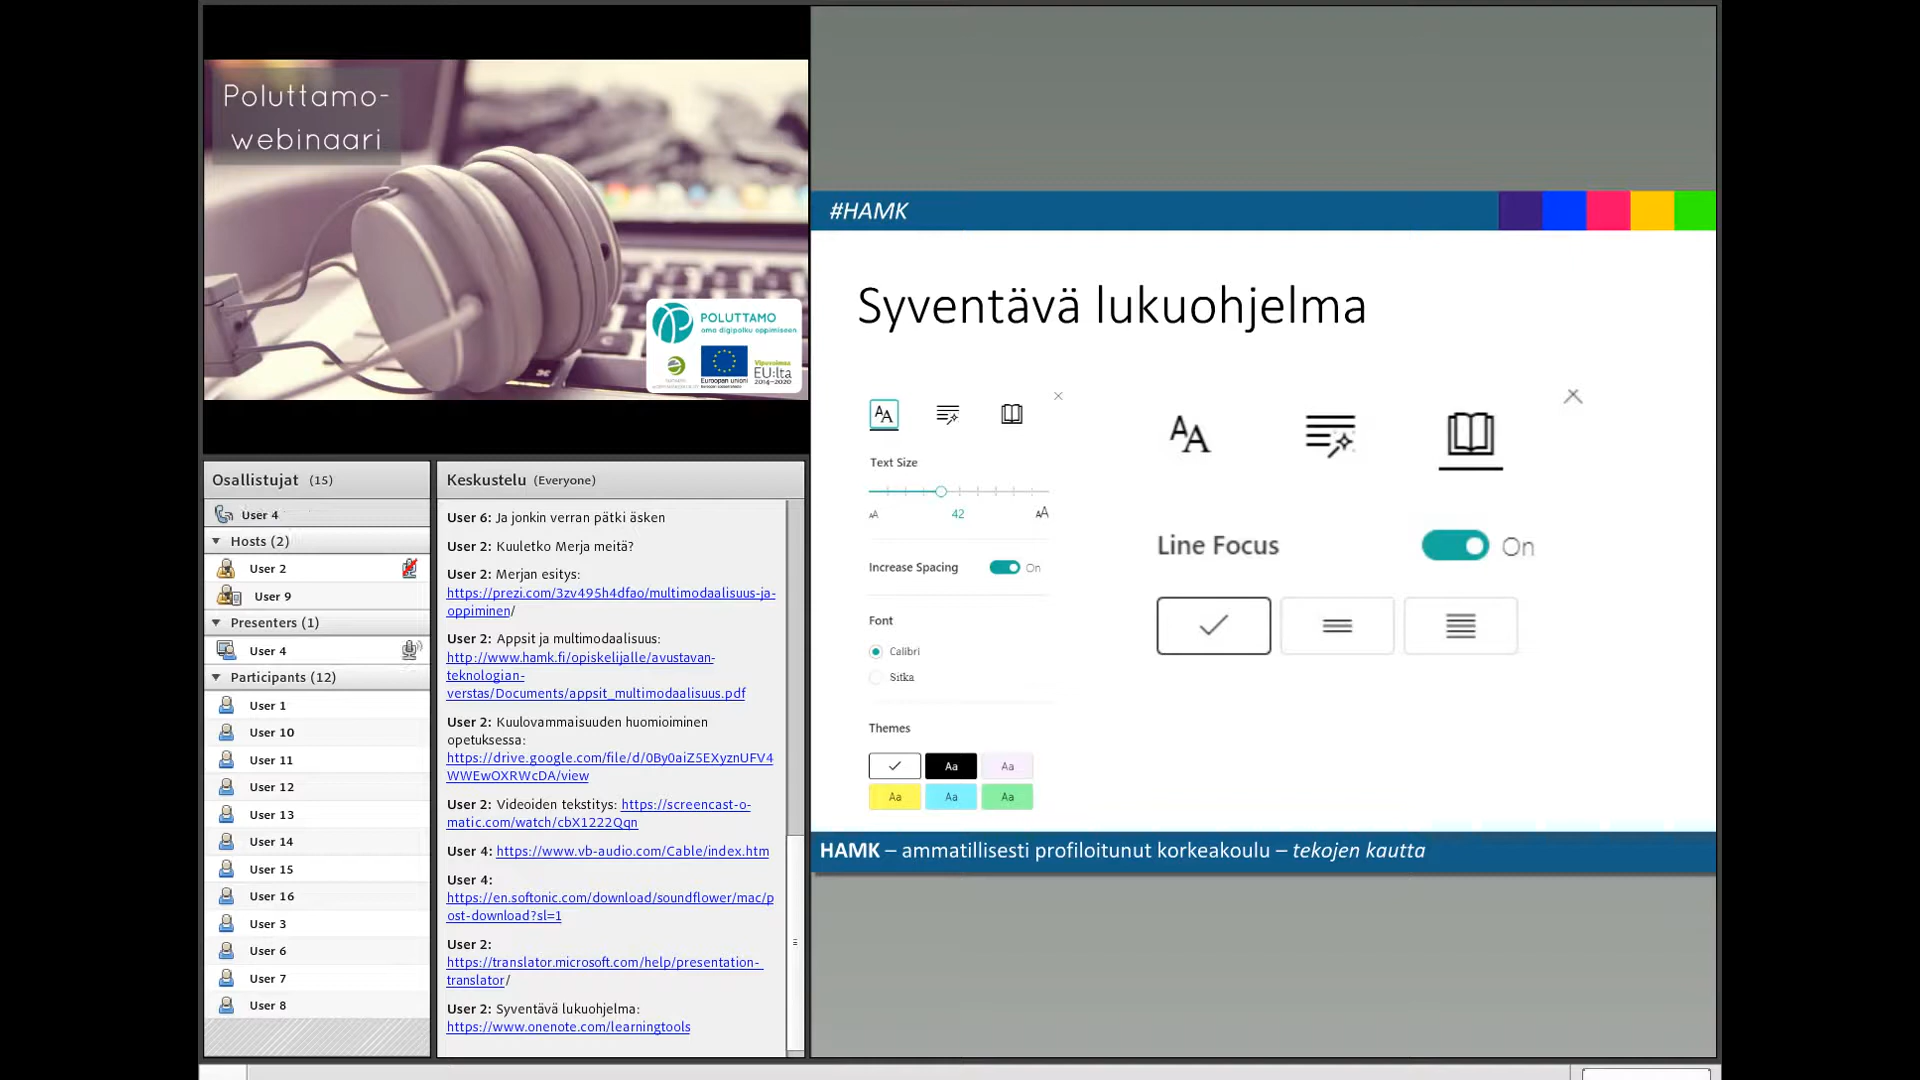 Poluttamo-
webinaari
POLUTTAMO
oma digipolku oppimiseen
Euroopan unioni
Vipuvoimaa
EU:lta
2014–2020
Osallistujat (15)
User 4
Hosts (2)
User 2
User 9
Presenters (1)
User 4
Participants (12)
User 1
User 10
User 11
User 12
User 13
User 14
User 15
User 16
User 3
User 6
User 7
User 8
Keskustelu (Everyone)
User 6: Ja jonkin verran pätki äsken
User 2: Kuuletko Merja meitä?
User 2: Merjan esitys:
https://prezi.com/3zv495h4dfao/multimodaalisuus-ja-
oppiminen/
User 2: Appsit ja multimodaalisuus:
http://www.hamk.fi/opiskelijalle/avustavan-
teknologian-
verstas/Documents/appsit_multimodaalisuus.pdf
User 2: Kuulovammaisuuden huomioiminen
opetuksessa:
https://drive.google.com/file/d/0By0aiZ5EXyznUFV4
WWEwOXRWcDA/view
User 2: Videoiden tekstitys: https://screencast-o-
matic.com/watch/cbX1222Qqn
User 4: https://www.vb-audio.com/Cable/index.htm
User 4:
https://en.softonic.com/download/soundflower/mac/p
ost-download?sl=1
User 2:
https://translator.microsoft.com/help/presentation-
translator/
User 2: Syventävä lukuohjelma:
https://www.onenote.com/learningtools
#HAMK
Syventävä lukuohjelma
AA
Text Size
AA 42 AA
Increase Spacing On
Font
Calibri
Sitka
Themes
Aa Aa
Aa Aa Aa
AA
Line Focus On
HAMK – ammatillisesti profiloitunut korkeakoulu – tekojen kautta